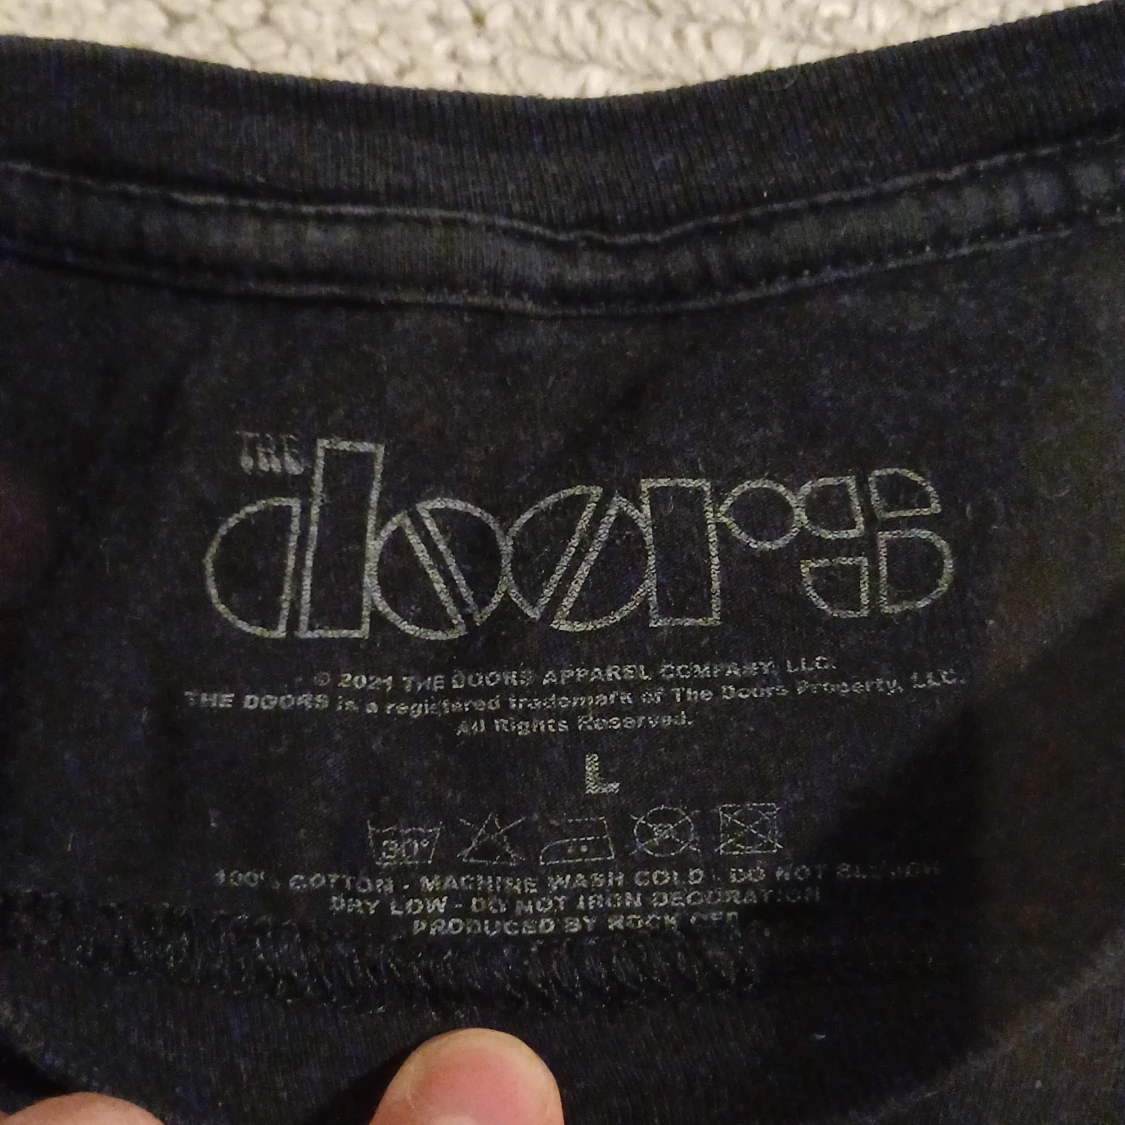 THE
doors
© 2021 THE DOORS APPAREL COMPANY, LLC.
THE DOORS is a registered trademark of The Doors Property, LLC.
All Rights Reserved.
L
30°
100% COTTON - MACHINE WASH COLD - DO NOT BLEACH
DRY LOW - DO NOT IRON DECORATION
PRODUCED BY ROCK OFF